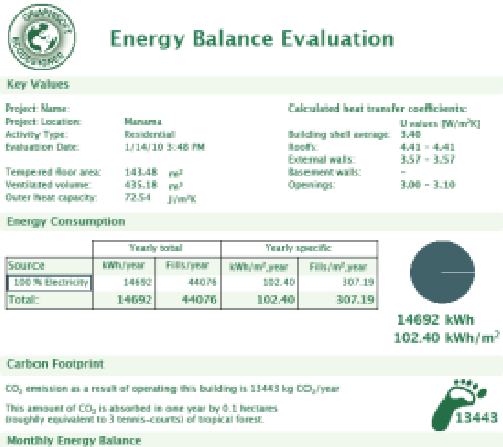 Energy Balance Evaluation
Key Values
Project Name:
Project Location: Manama
Activity Type: Residential
Evaluation Date: 1/14/10 3:48 PM
Tempered floor area: 143.48 m²
Ventilated volume: 435.18 m³
Outer heat capacity: 72.54 J/m²K
Calculated heat transfer coefficients:
U values [W/m²K]
Building shell average: 3.40
Roofs: 4.41 - 4.41
External walls: 3.57 - 3.57
Basement walls: -
Openings: 3.00 - 3.10
Energy Consumption
Yearly total Yearly specific
Source kWh/year Fills/year kWh/m²,year Fills/m²,year
100 % Electricity 14692 44076 102.40 307.19
Total: 14692 44076 102.40 307.19
14692 kWh
102.40 kWh/m²
Carbon Footprint
CO₂ emission as a result of operating this building is 13443 kg CO₂/year
This amount of CO₂ is absorbed in one year by 0.1 hectares
(roughly equivalent to 3 tennis-courts) of tropical forest.
13443
Monthly Energy Balance